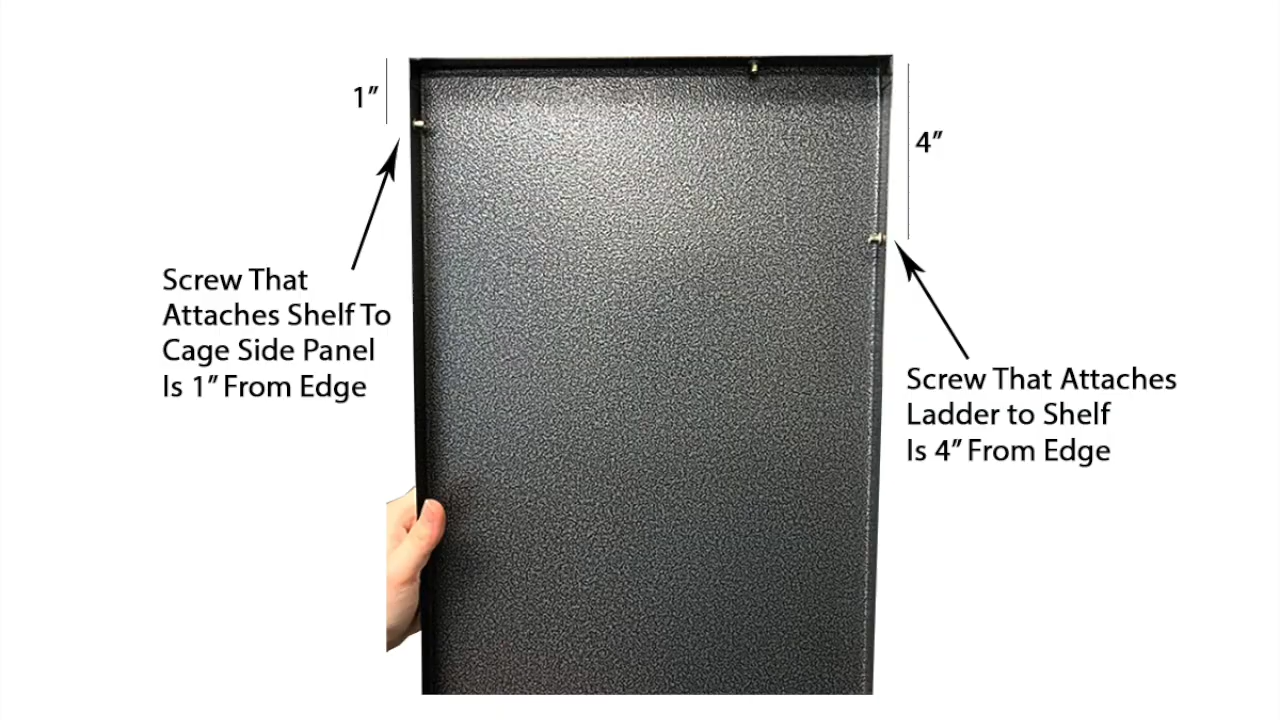 1”
4”
Screw That
Attaches Shelf To
Cage Side Panel
Is 1” From Edge
Screw That Attaches
Ladder to Shelf
Is 4” From Edge